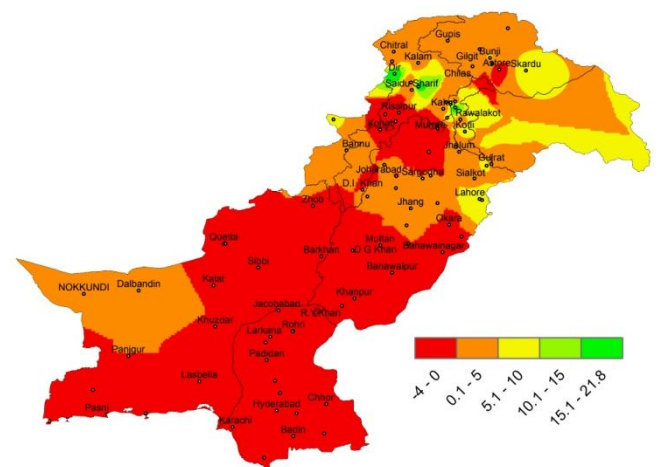 Gupis
Chitral
Kalam
Gilgit
Bunji
Astore
Skardu
Dir
Chilas
Saidu Sharif
Risalpur
Rawalakot
Kohat
Kotli
Bannu
Jhelum
Gujrat
Joharabad
Sargodha
Sialkot
D.I. Khan
Lahore
Zhob
Jhang
Okara
Quetta
Multan
Barkhan
D.G Khan
Bahawalnagar
Sibbi
Bahawalpur
Kalat
Dalbandin
NOKKUNDI
Khanpur
Jacobabad
R.Y.Khan
Khuzdar
Rohri
Larkana
Panjgur
Padidan
Lasbella
Pasni
Hyderabad
Chhor
Karachi
Badin
-4 - 0
0.1 - 5
5.1 - 10
10.1 - 15
15.1 - 21.8